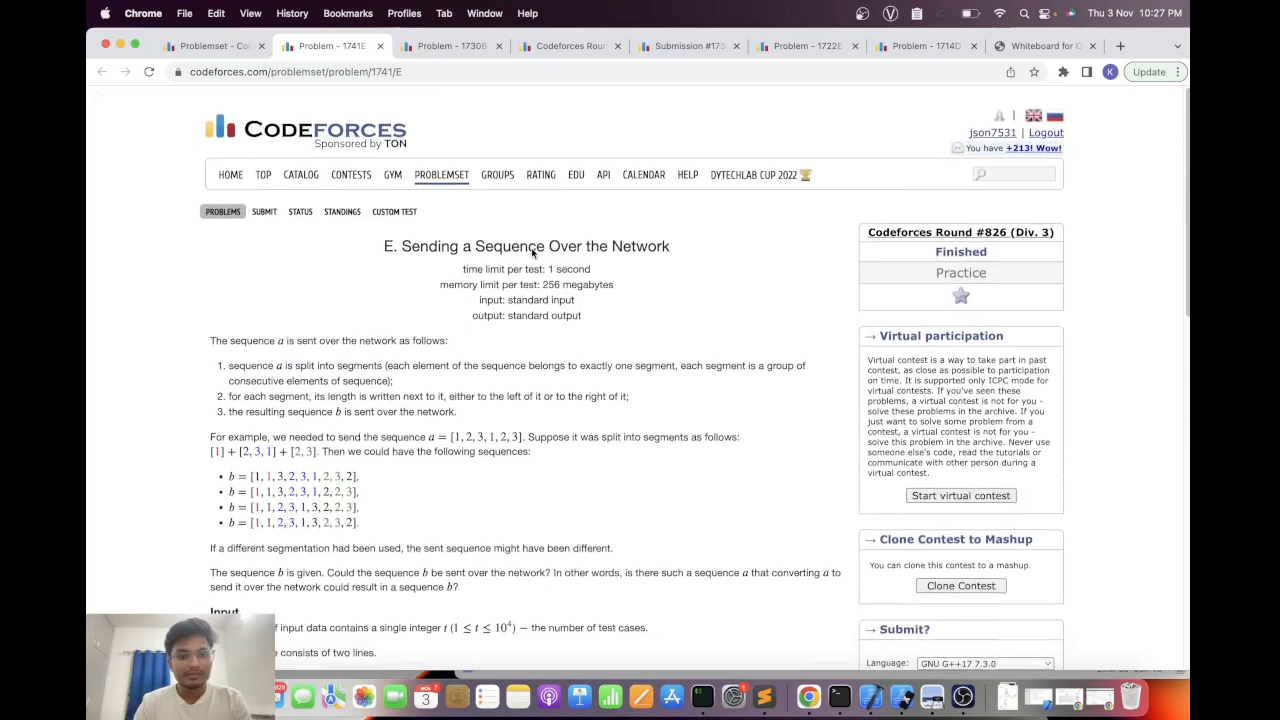 Chrome File Edit View History Bookmarks Profiles Tab Window Help Thu 3 Nov 10:27 PM
Problemset - Co Problem - 1741E Problem - 1730B Codeforces Roun Submission #173 Problem - 1722E Problem - 1714D Whiteboard for C
codeforces.com/problemset/problem/1741/E K Update
CODEFORCES
Sponsored by TON
json7531 | Logout
You have +213! Wow!
HOME TOP CATALOG CONTESTS GYM PROBLEMSET GROUPS RATING EDU API CALENDAR HELP DYTECHLAB CUP 2022
PROBLEMS SUBMIT STATUS STANDINGS CUSTOM TEST
E. Sending a Sequence Over the Network
time limit per test: 1 second
memory limit per test: 256 megabytes
input: standard input
output: standard output
The sequence a is sent over the network as follows:
1. sequence a is split into segments (each element of the sequence belongs to exactly one segment, each segment is a group of
consecutive elements of sequence);
2. for each segment, its length is written next to it, either to the left of it or to the right of it;
3. the resulting sequence b is sent over the network.
For example, we needed to send the sequence a = [1, 2, 3, 1, 2, 3]. Suppose it was split into segments as follows:
[1] + [2, 3, 1] + [2, 3]. Then we could have the following sequences:
• b = [1, 1, 3, 2, 3, 1, 2, 3, 2],
• b = [1, 1, 3, 2, 3, 1, 2, 2, 3],
• b = [1, 1, 2, 3, 1, 3, 2, 2, 3],
• b = [1, 1, 2, 3, 1, 3, 2, 3, 2].
If a different segmentation had been used, the sent sequence might have been different.
The sequence b is given. Could the sequence b be sent over the network? In other words, is there such a sequence a that converting a to
send it over the network could result in a sequence b?
Input
of input data contains a single integer t (1 ≤ t ≤ 10⁴) — the number of test cases.
consists of two lines.
Codeforces Round #826 (Div. 3)
Finished
Practice
→ Virtual participation
Virtual contest is a way to take part in past
contest, as close as possible to participation
on time. It is supported only ICPC mode for
virtual contests. If you've seen these
problems, a virtual contest is not for you -
solve these problems in the archive. If you
just want to solve some problem from a
contest, a virtual contest is not for you -
solve this problem in the archive. Never use
someone else's code, read the tutorials or
communicate with other person during a
virtual contest.
Start virtual contest
→ Clone Contest to Mashup
You can clone this contest to a mashup.
Clone Contest
→ Submit?
Language: GNU G++17 7.3.0